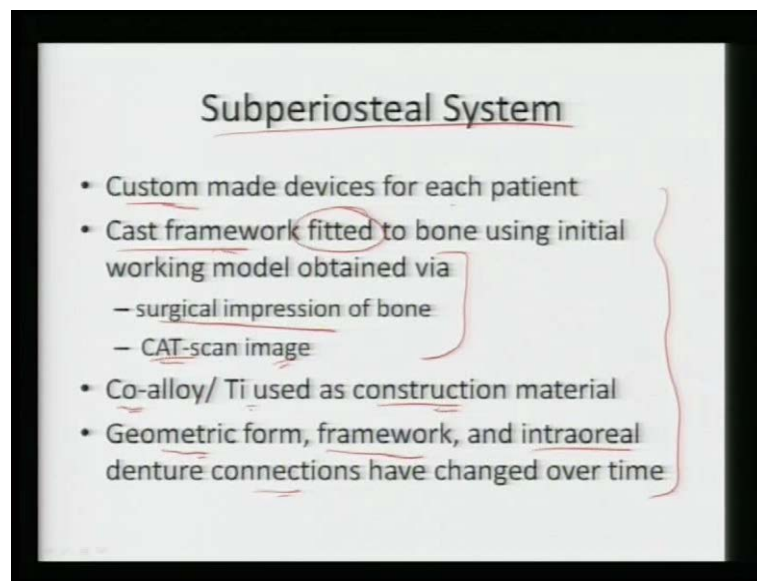 Subperiosteal System
• Custom made devices for each patient
• Cast framework fitted to bone using initial
working model obtained via
– surgical impression of bone
– CAT-scan image
• Co-alloy/ Ti used as construction material
• Geometric form, framework, and intraoreal
denture connections have changed over time